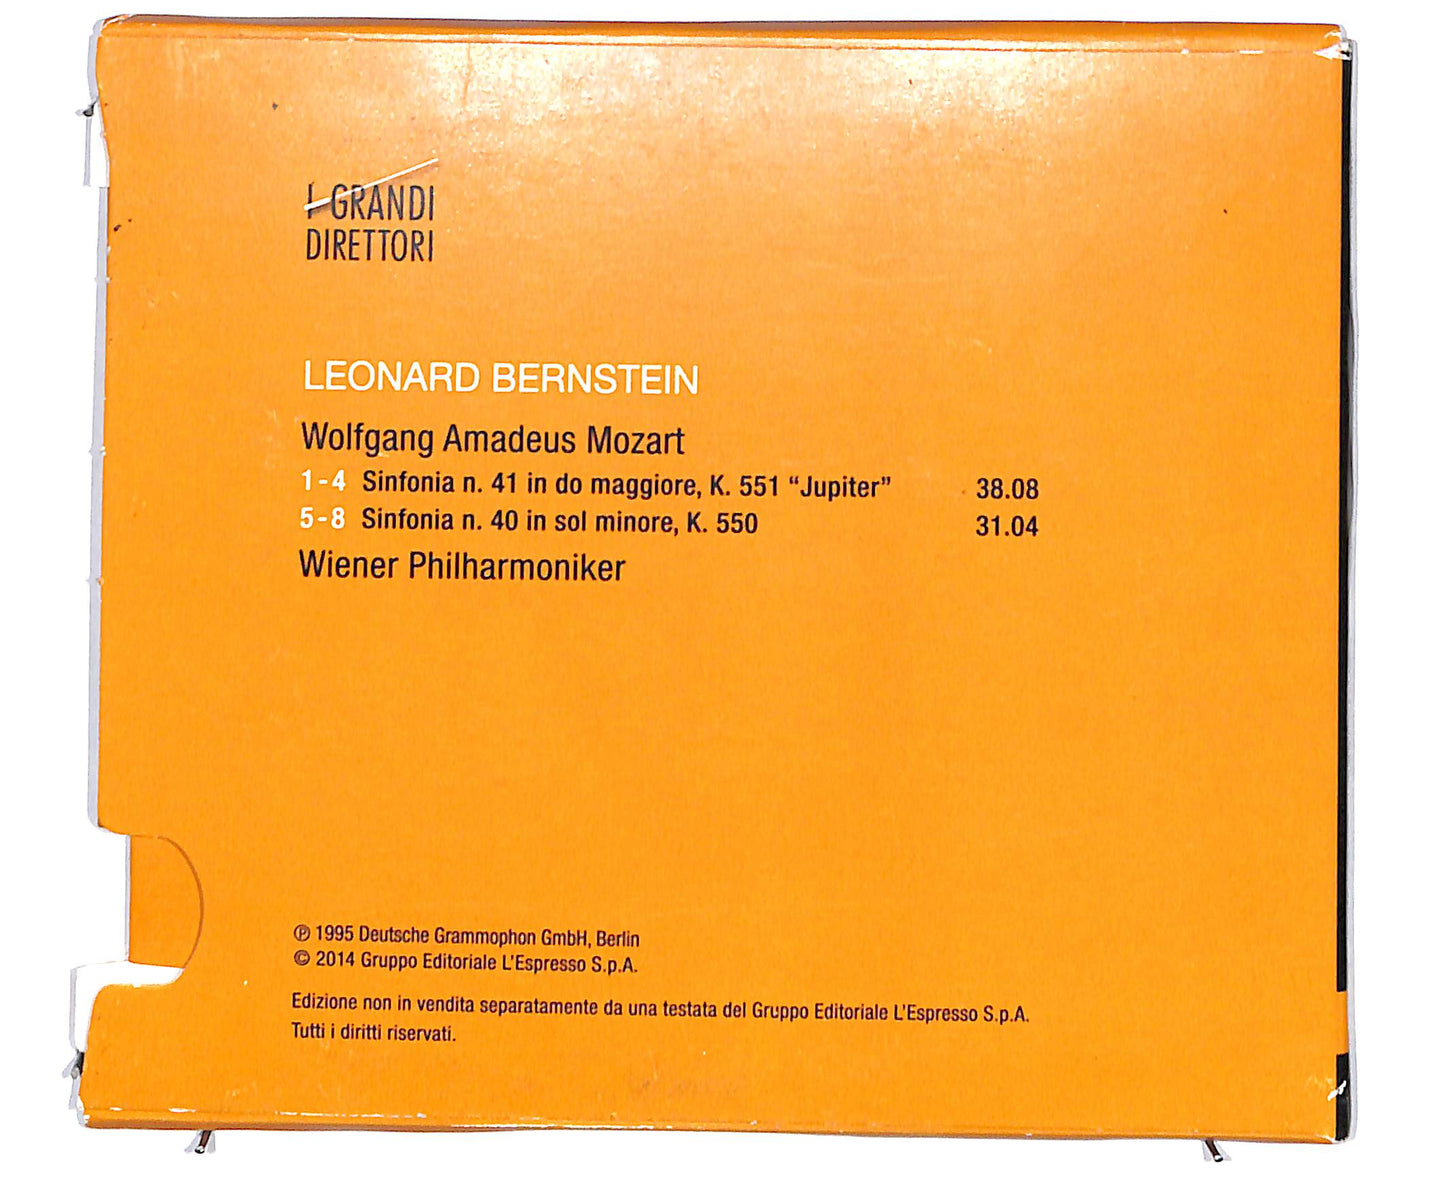 I GRANDI
DIRETTORI
LEONARD BERNSTEIN
Wolfgang Amadeus Mozart
1-4 Sinfonia n. 41 in do maggiore, K. 551 “Jupiter” 38.08
5-8 Sinfonia n. 40 in sol minore, K. 550 31.04
Wiener Philharmoniker
℗ 1995 Deutsche Grammophon GmbH, Berlin
© 2014 Gruppo Editoriale L'Espresso S.p.A.
Edizione non in vendita separatamente da una testata del Gruppo Editoriale L'Espresso S.p.A.
Tutti i diritti riservati.